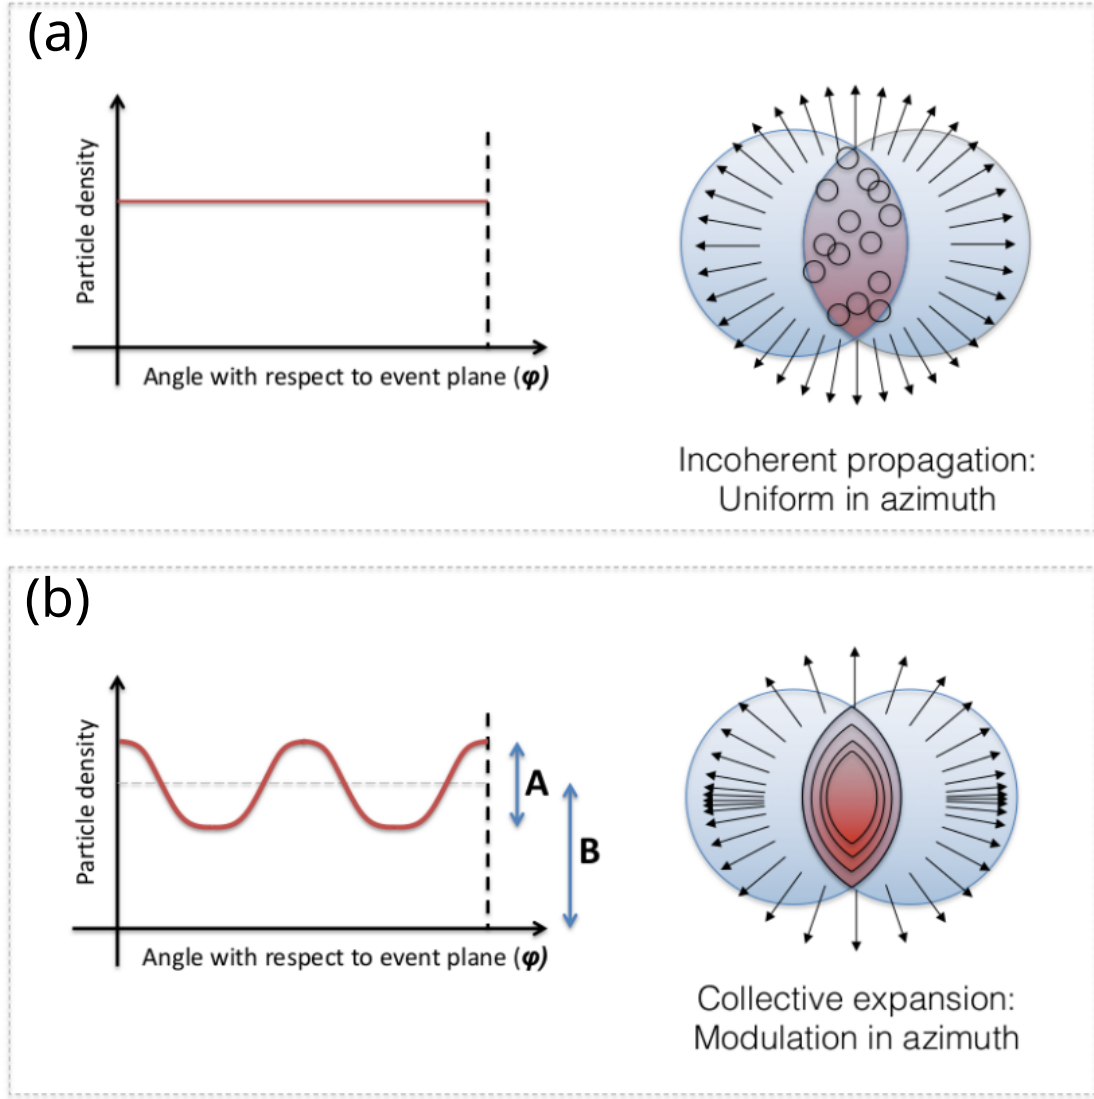 (a)
Particle density
Angle with respect to event plane (φ)
Incoherent propagation:
Uniform in azimuth
(b)
Particle density
A
B
Angle with respect to event plane (φ)
Collective expansion:
Modulation in azimuth